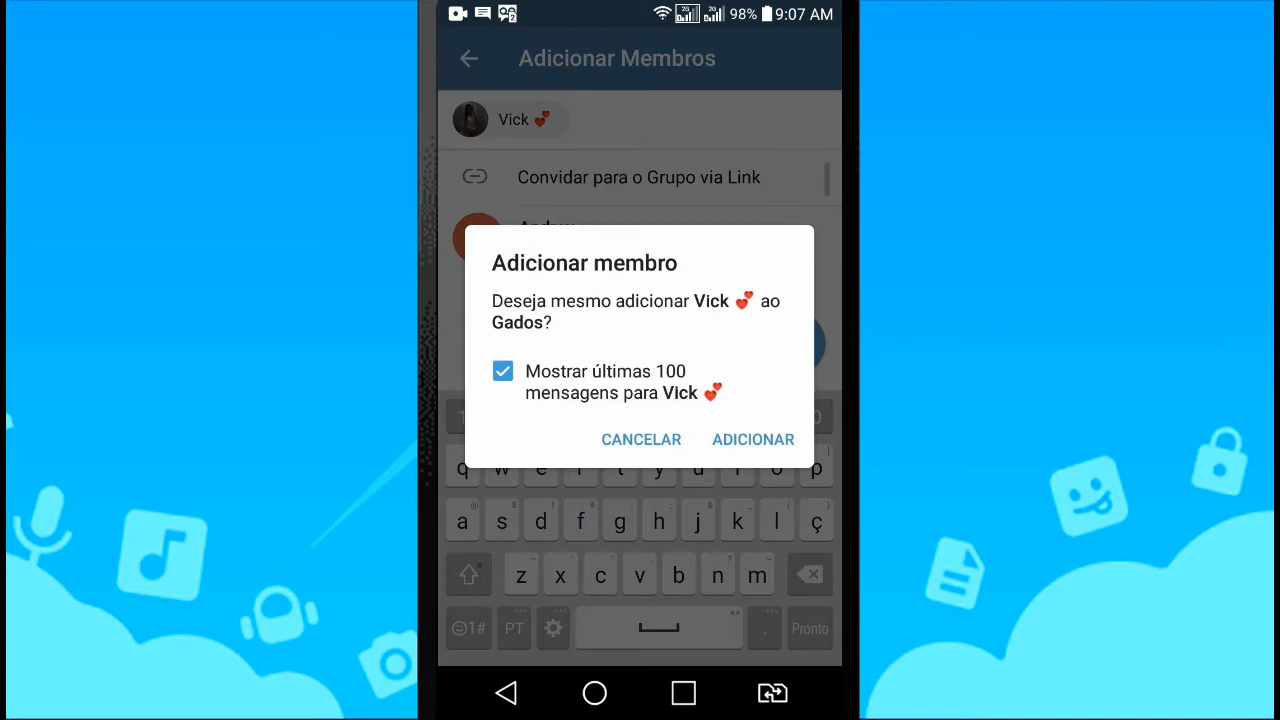 98% 9:07 AM
Adicionar Membros
Vick 💕
Convidar para o Grupo via Link
Adicionar membro
Deseja mesmo adicionar Vick 💕 ao
Gados?
Mostrar últimas 100
mensagens para Vick 💕
CANCELAR ADICIONAR
q w e r t y u i o p
a s d f g h j k l ç
z x c v b n m
☺1# PT . Pronto